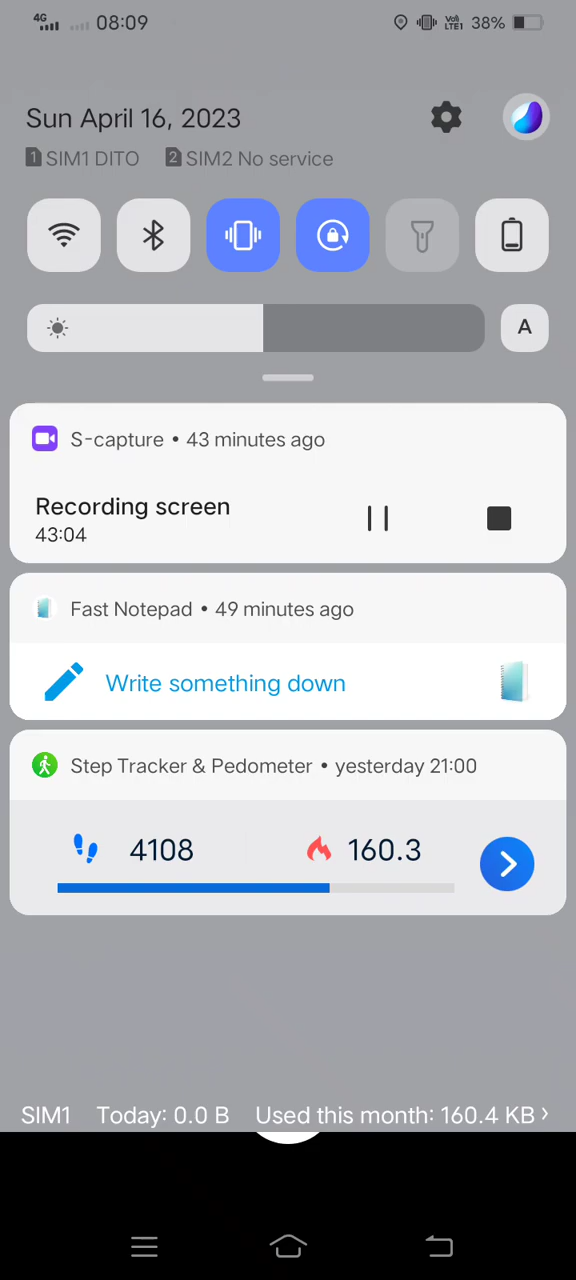 4G 08:09 VoD LTE1 38%
Sun April 16, 2023
1 SIM1 DITO 2 SIM2 No service
A
S-capture • 43 minutes ago
Recording screen
43:04
Fast Notepad • 49 minutes ago
Write something down
Step Tracker & Pedometer • yesterday 21:00
4108 160.3
SIM1 Today: 0.0 B Used this month: 160.4 KB ›